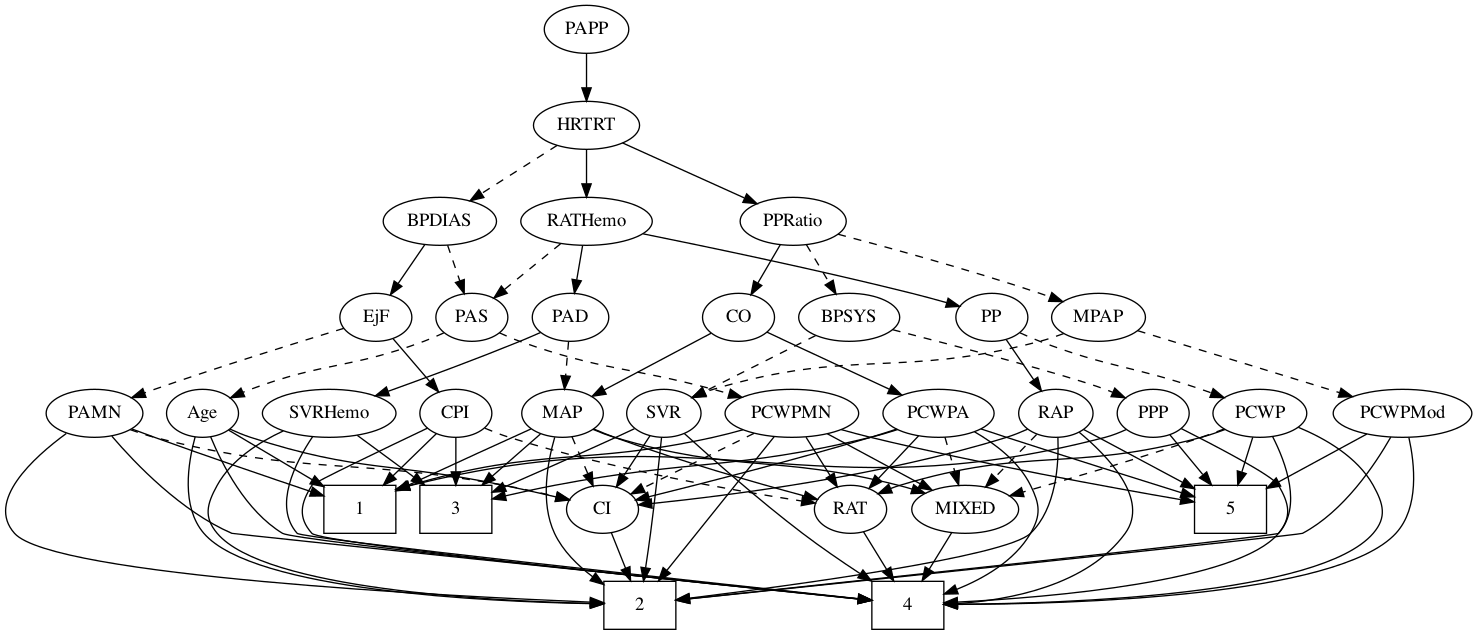 PAPP
HRTRT
BPDIAS RATHemo PPRatio
EjF PAS PAD CO BPSYS PP MPAP
PAMN Age SVRHemo CPI MAP SVR PCWPMN PCWPA RAP PPP PCWP PCWPMod
1 3 CI RAT MIXED 5
2 4